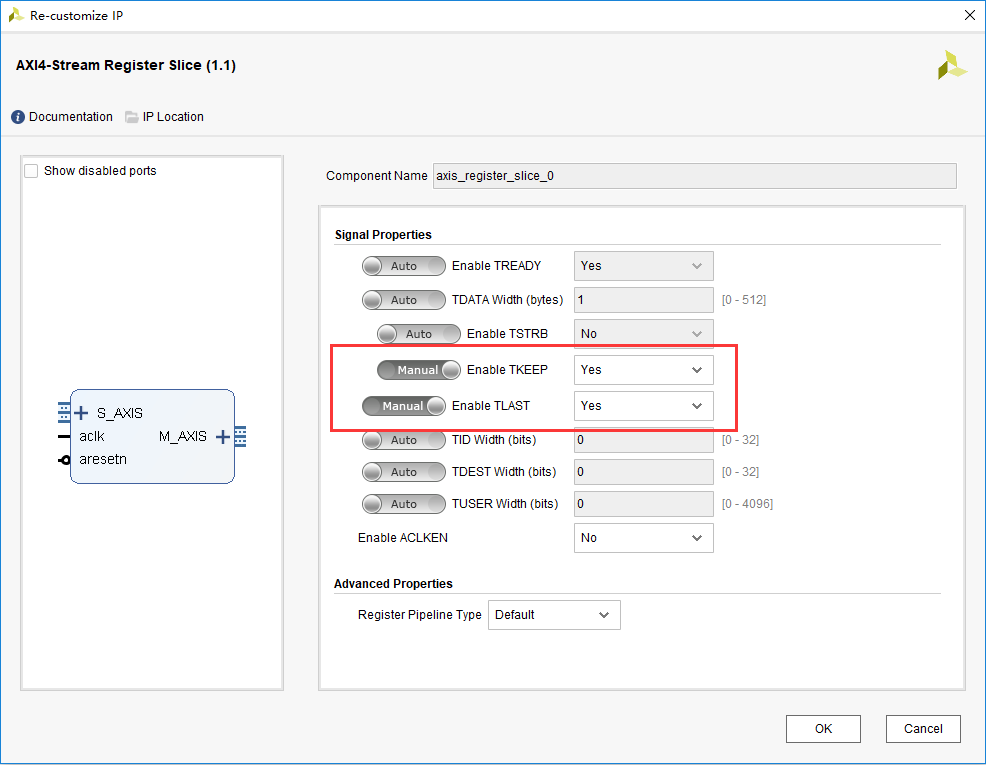 Re-customize IP
AXI4-Stream Register Slice (1.1)
Documentation IP Location
Show disabled ports
S_AXIS
aclk M_AXIS
aresetn
Component Name axis_register_slice_0
Signal Properties
Auto Enable TREADY Yes
Auto TDATA Width (bytes) 1 [0 - 512]
Auto Enable TSTRB No
Manual Enable TKEEP Yes
Manual Enable TLAST Yes
Auto TID Width (bits) 0 [0 - 32]
Auto TDEST Width (bits) 0 [0 - 32]
Auto TUSER Width (bits) 0 [0 - 4096]
Enable ACLKEN No
Advanced Properties
Register Pipeline Type Default
OK Cancel